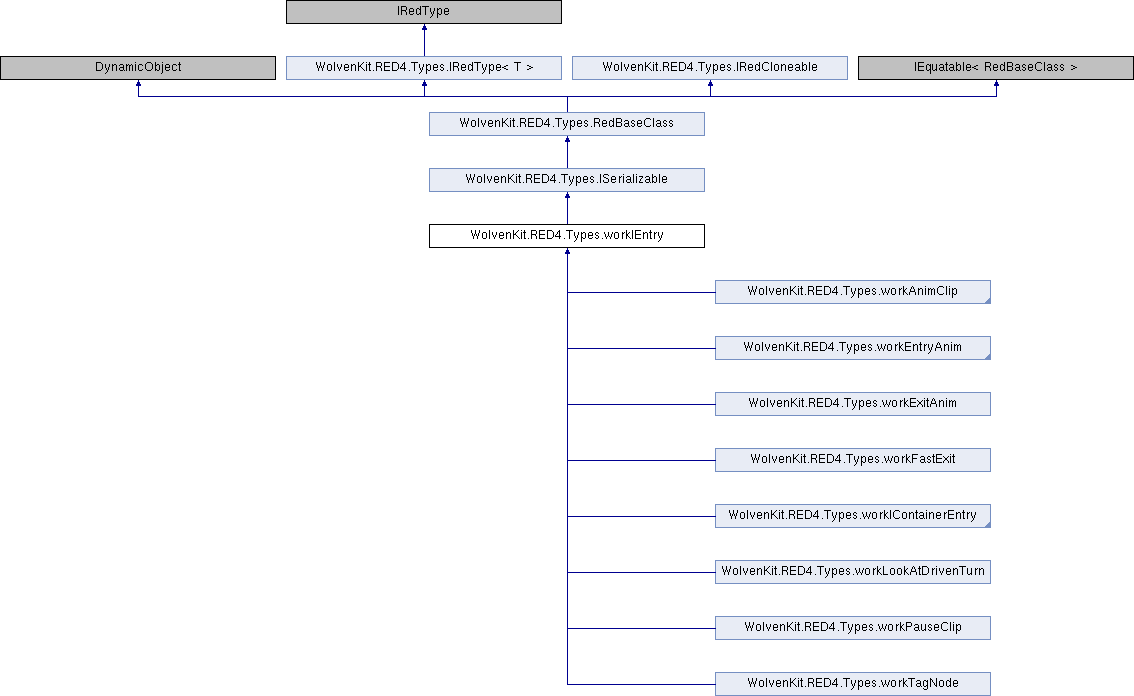 IRedType
DynamicObject
WolvenKit.RED4.Types.IRedType< T >
WolvenKit.RED4.Types.IRedCloneable
IEquatable< RedBaseClass >
WolvenKit.RED4.Types.RedBaseClass
WolvenKit.RED4.Types.ISerializable
WolvenKit.RED4.Types.workIEntry
WolvenKit.RED4.Types.workAnimClip
WolvenKit.RED4.Types.workEntryAnim
WolvenKit.RED4.Types.workExitAnim
WolvenKit.RED4.Types.workFastExit
WolvenKit.RED4.Types.workIContainerEntry
WolvenKit.RED4.Types.workLookAtDrivenTurn
WolvenKit.RED4.Types.workPauseClip
WolvenKit.RED4.Types.workTagNode